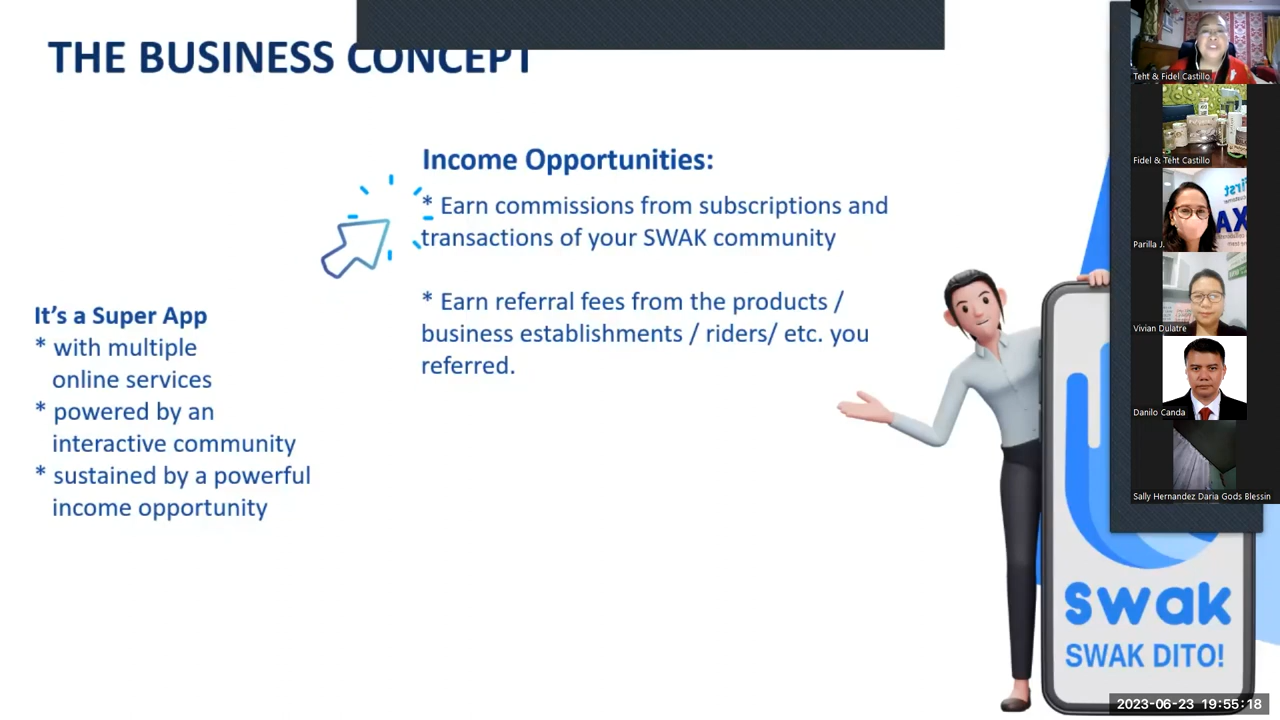 THE BUSINESS CONCEPT
Income Opportunities:
* Earn commissions from subscriptions and
transactions of your SWAK community
* Earn referral fees from the products /
business establishments / riders/ etc. you
referred.
It's a Super App
* with multiple
online services
* powered by an
interactive community
* sustained by a powerful
income opportunity
swak
SWAK DITO!
Teht & Fidel Castillo
Fidel & Teht Castillo
Parilla J.
Vivian Dulatre
Danilo Canda
Sally Hernandez Daria Gods Blessin
2023-06-23 19:55:18